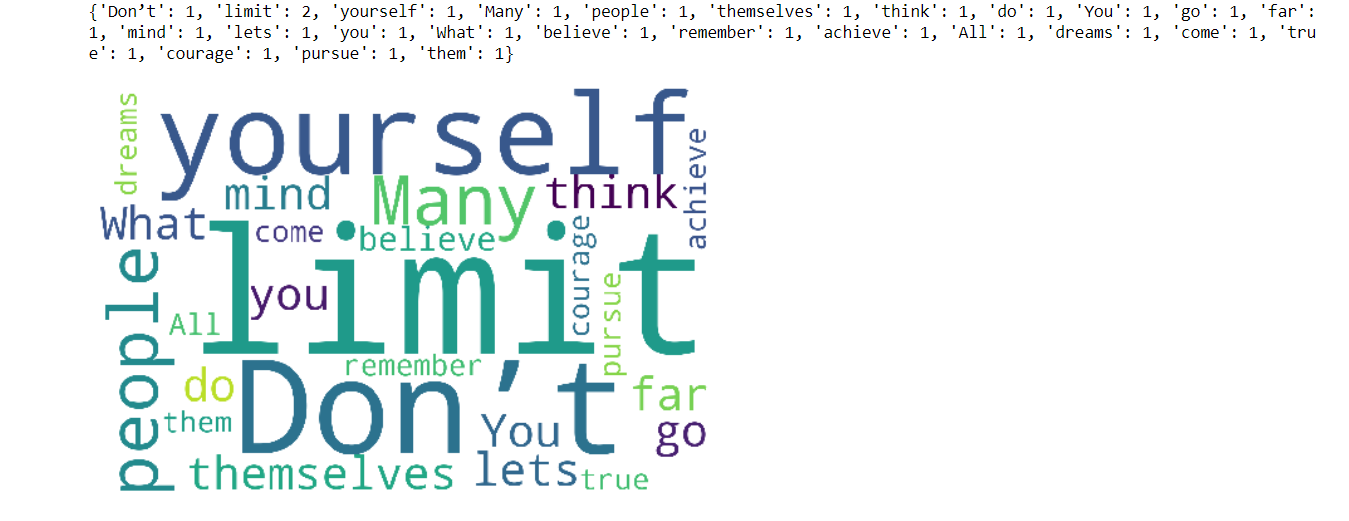 {'Don’t': 1, 'limit': 2, 'yourself': 1, 'Many': 1, 'people': 1, 'themselves': 1, 'think': 1, 'do': 1, 'You': 1, 'go': 1, 'far':
1, 'mind': 1, 'lets': 1, 'you': 1, 'What': 1, 'believe': 1, 'remember': 1, 'achieve': 1, 'All': 1, 'dreams': 1, 'come': 1, 'tru
e': 1, 'courage': 1, 'pursue': 1, 'them': 1}
dreams
yourself
achieve
mind
Many
think
What
come
believe
courage
people
limit
you
pursue
All
remember
do
Don’t
far
them
You
go
themselves
lets
true